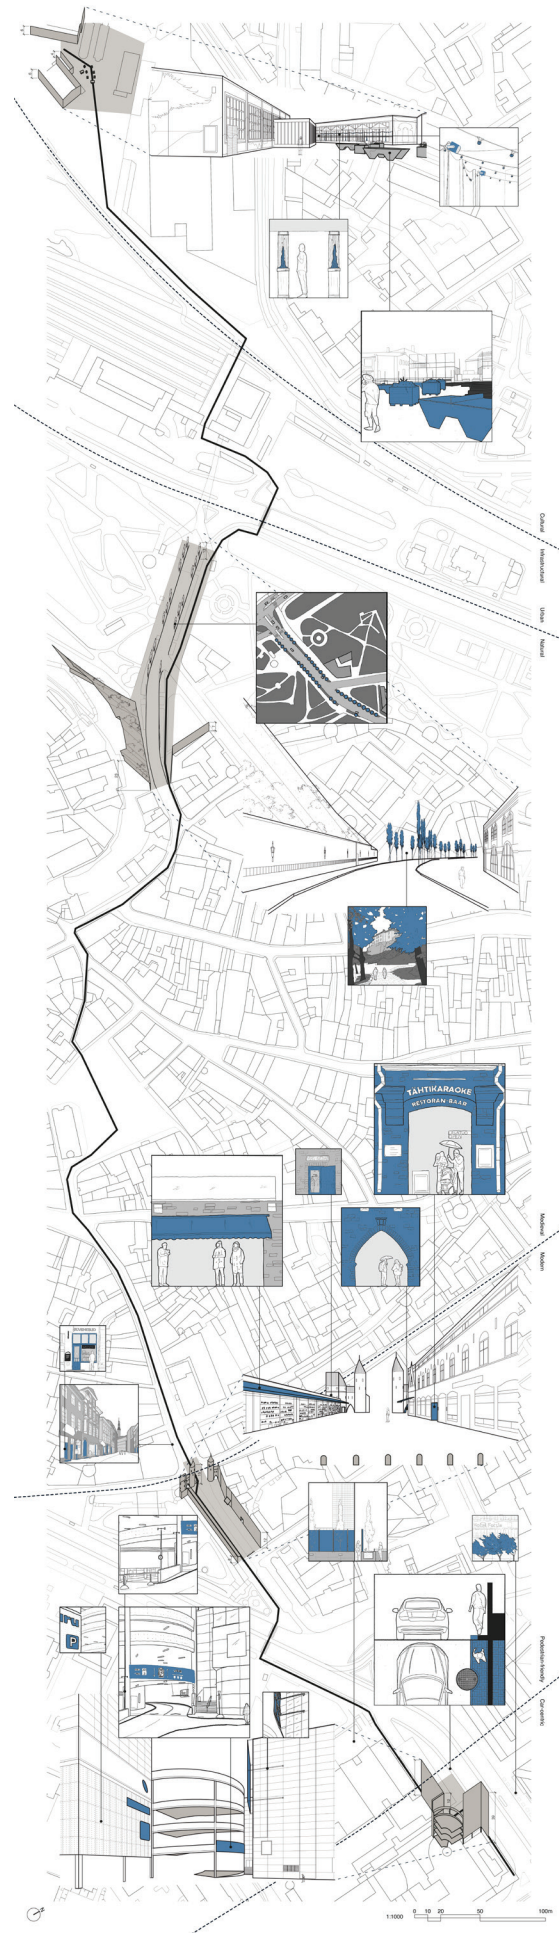 Cultural
Infrastructural
Urban
Natural
TÄHTIKARAOKE
RESTORAN BAAR
Medieval
Modern
P
Pedestrian-friendly
Car-centric
N
1:1000
0 10 20 50 100m